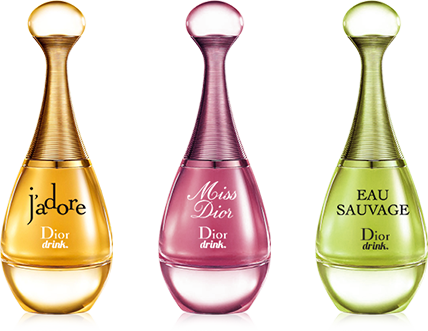 j'adore
Dior
drink.
Miss
Dior
Dior
drink.
EAU
SAUVAGE
Dior
drink.